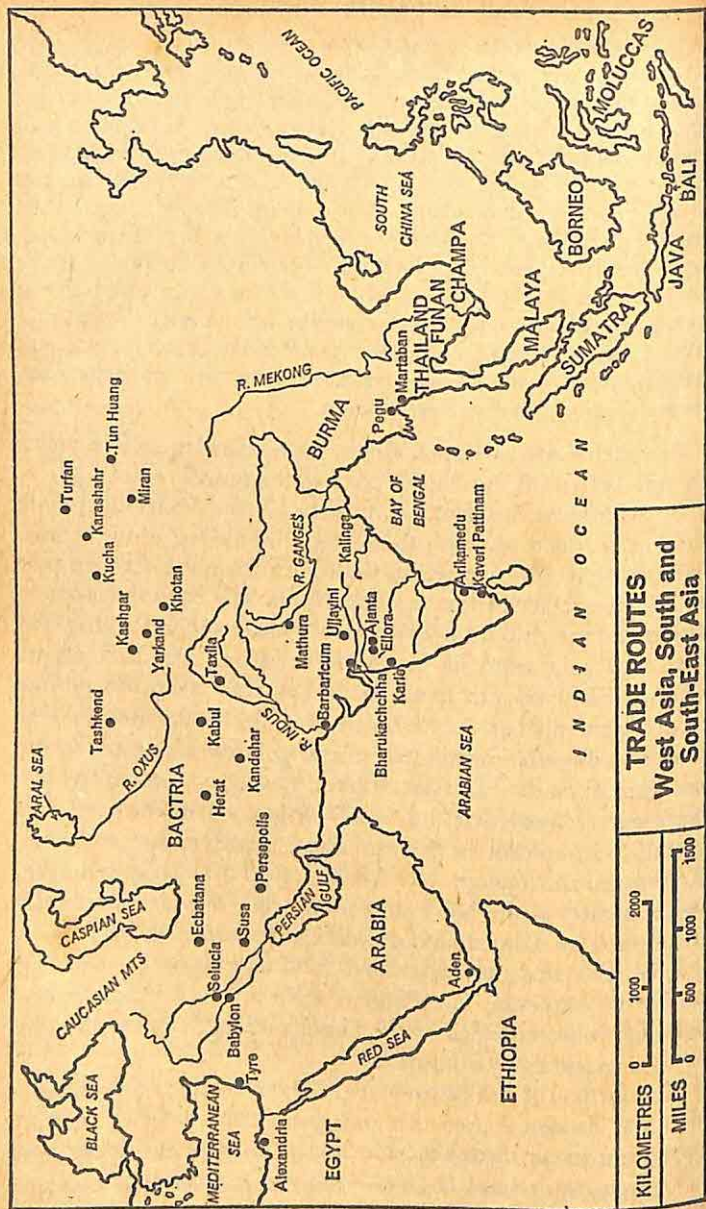 PACIFIC OCEAN
MOLUCCAS
BORNEO
BALI
JAVA
SOUTH
CHINA SEA
CHAMPA
FUNAN
THAILAND
MALAYA
SUMATRA
R. MEKONG
Martaban
Pegu
BURMA
BAY OF
BENGAL
INDIAN OCEAN
Tun Huang
Turfan
Karashahr
Miran
Kucha
Khotan
Kashgar
Yarkand
Tashkend
R. GANGES
Kalinga
Mathura
Ujjayini
Ajanta
Ellora
Arikamedu
Kaveri Pattinam
Taxila
R. INDUS
Barbaricum
Bharukachchha
Karle
Kabul
Kandahar
Herat
ARAL SEA
R. OXUS
BACTRIA
ARABIAN SEA
CASPIAN SEA
Ecbatana
Persepolis
Susa
PERSIAN
GULF
CAUCASIAN MTS
Selucia
Babylon
ARABIA
Aden
BLACK SEA
MEDITERRANEAN
SEA
Tyre
Alexandria
RED SEA
EGYPT
ETHIOPIA
TRADE ROUTES
West Asia, South and
South-East Asia
KILOMETRES 0 1000 2000
MILES 0 500 1000 1500